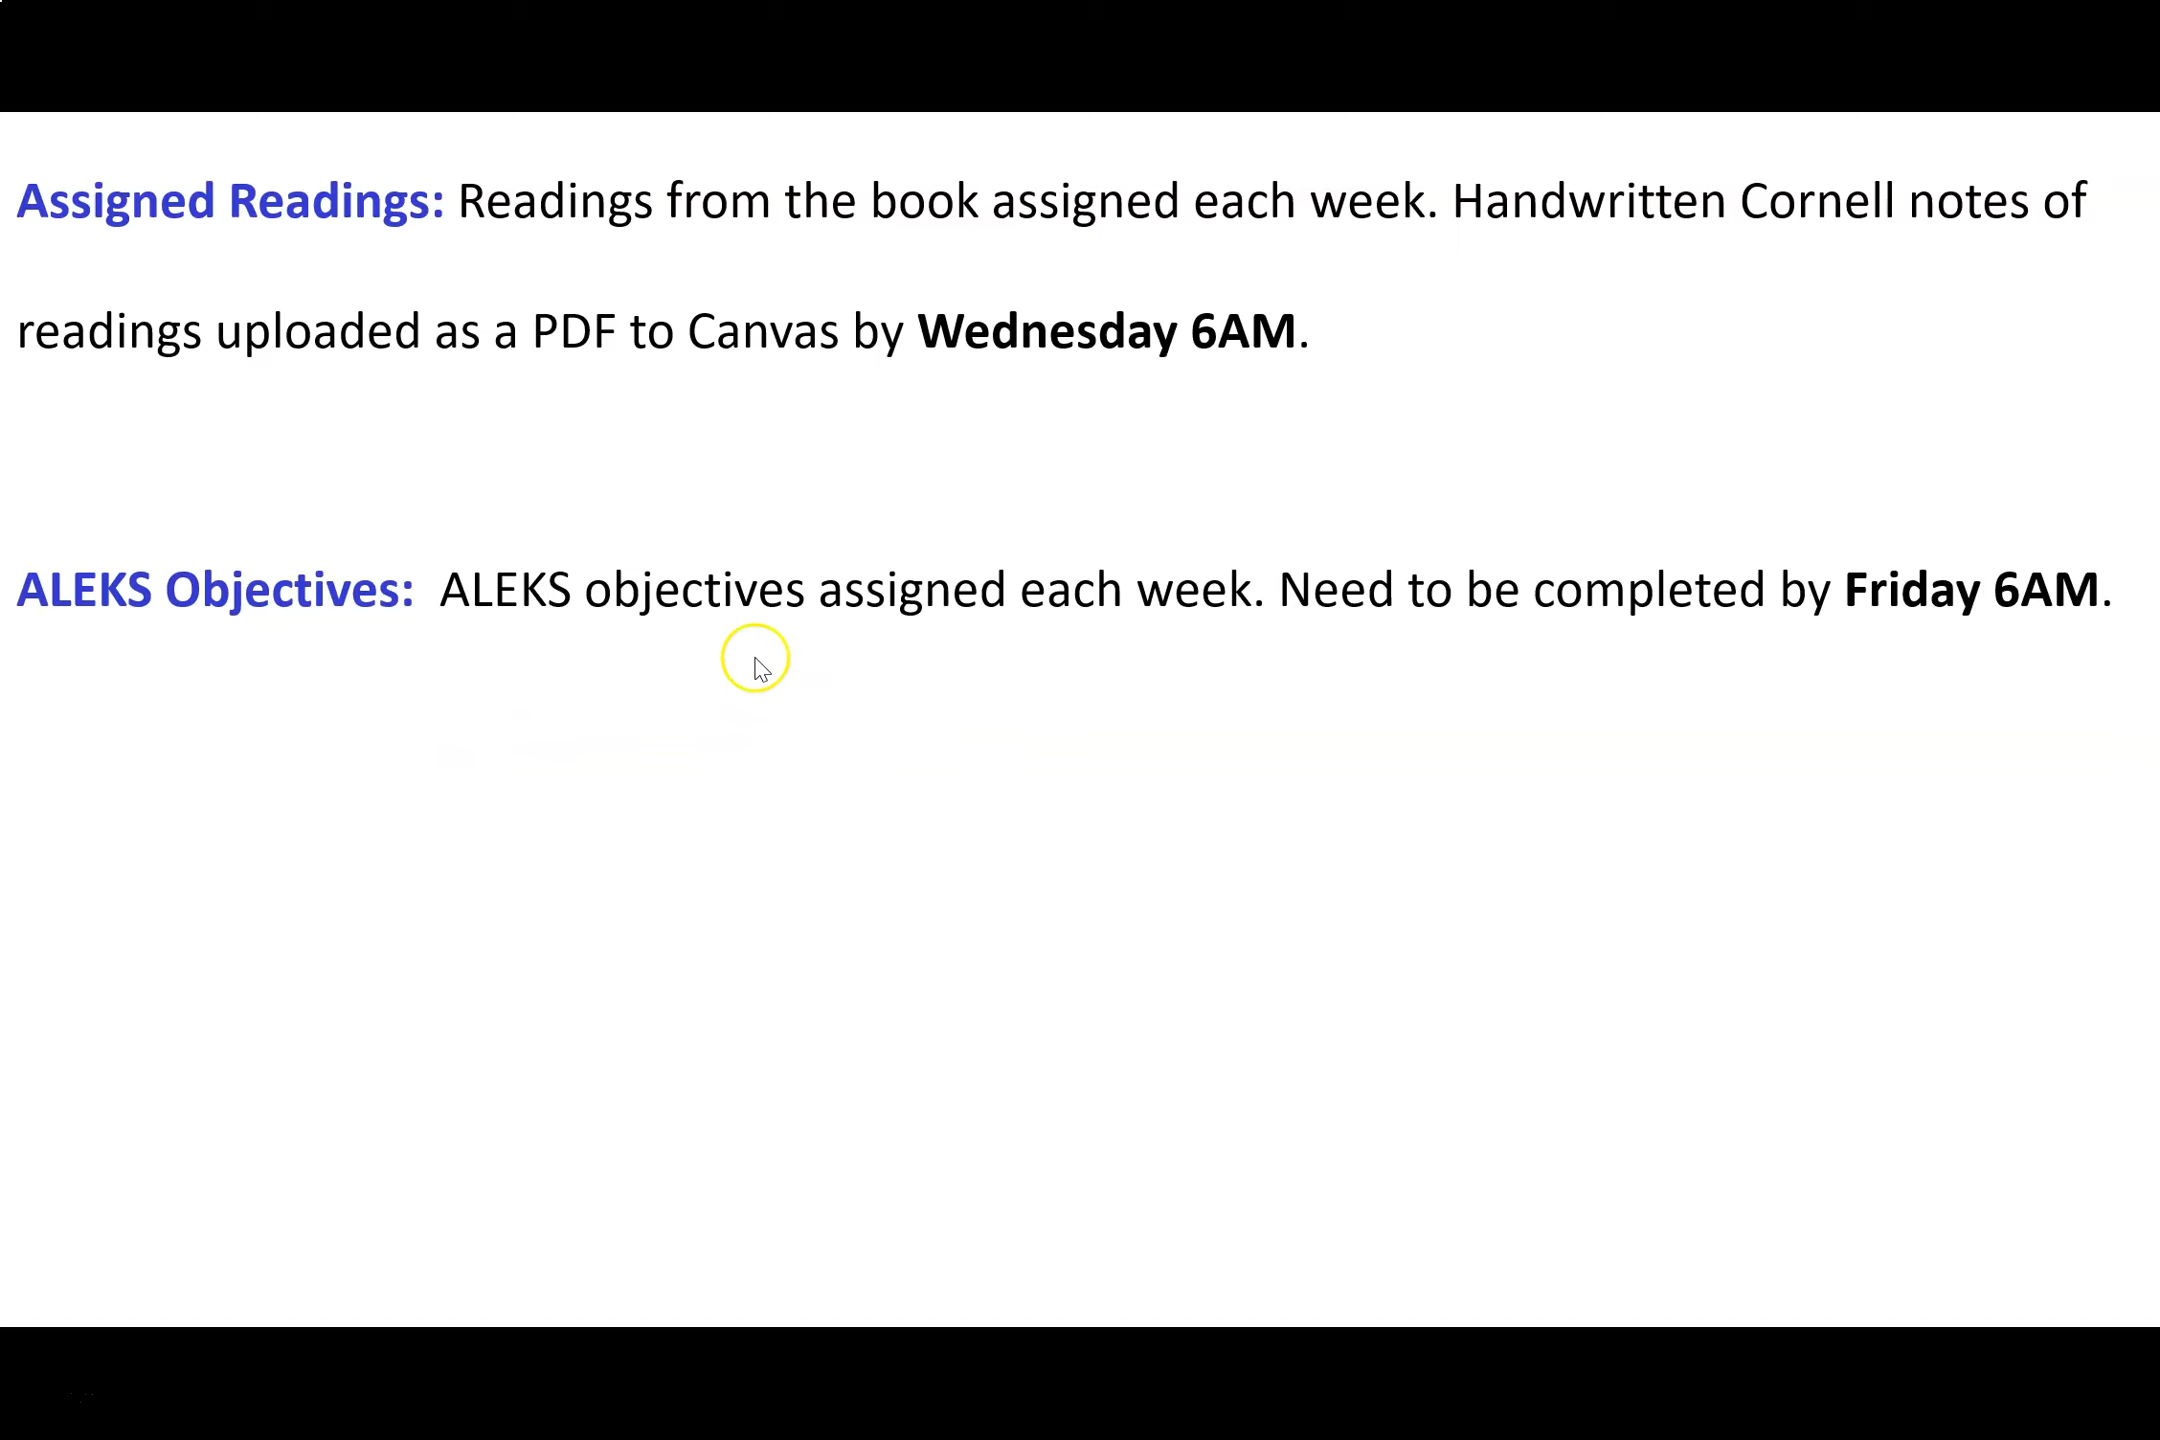 Assigned Readings: Readings from the book assigned each week. Handwritten Cornell notes of
readings uploaded as a PDF to Canvas by Wednesday 6AM.
ALEKS Objectives:  ALEKS objectives assigned each week. Need to be completed by Friday 6AM.